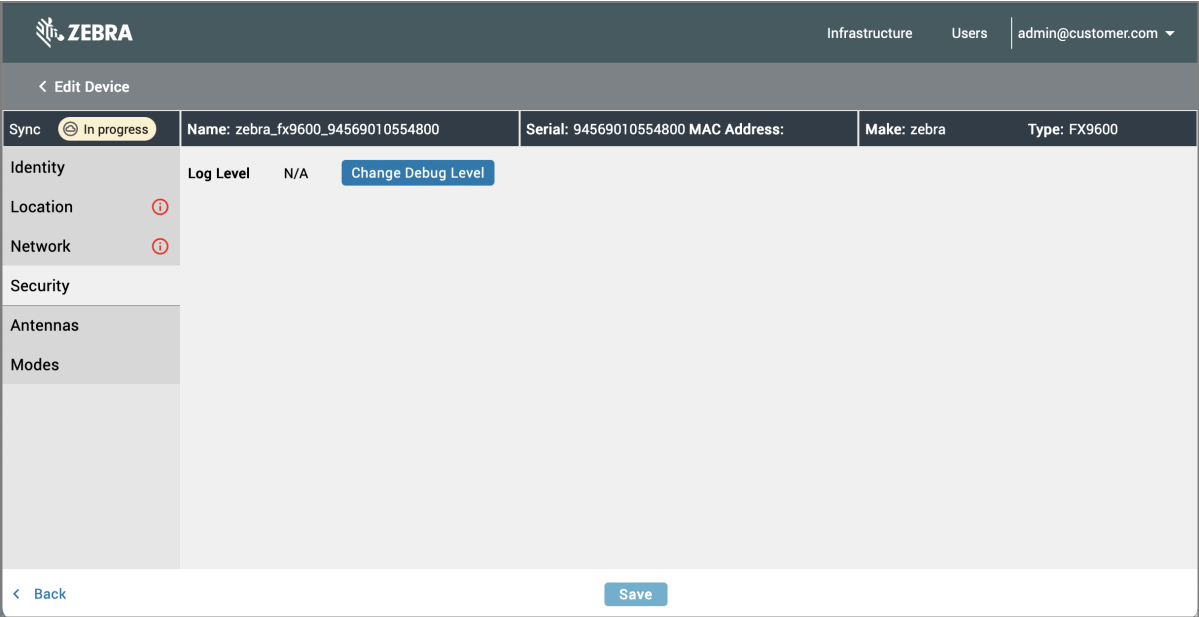 ZEBRA
Infrastructure Users admin@customer.com
Edit Device
Sync In progress Name: zebra_fx9600_94569010554800 Serial: 94569010554800 MAC Address: Make: zebra Type: FX9600
Identity
Log Level N/A Change Debug Level
Location
Network
Security
Antennas
Modes
Back Save